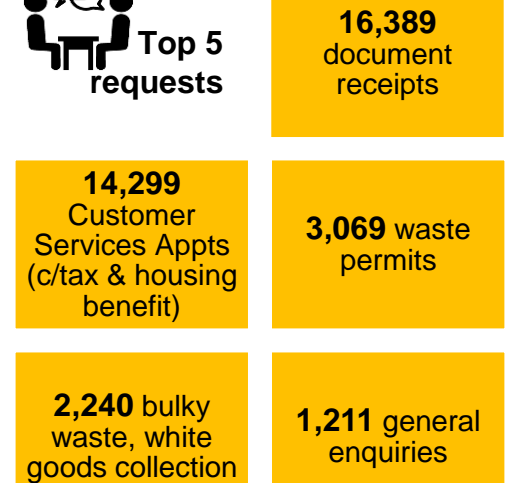 Top 5
requests
16,389
document
receipts
14,299
Customer
Services Appts
(c/tax & housing
benefit)
3,069 waste
permits
2,240 bulky
waste, white
goods collection
1,211 general
enquiries